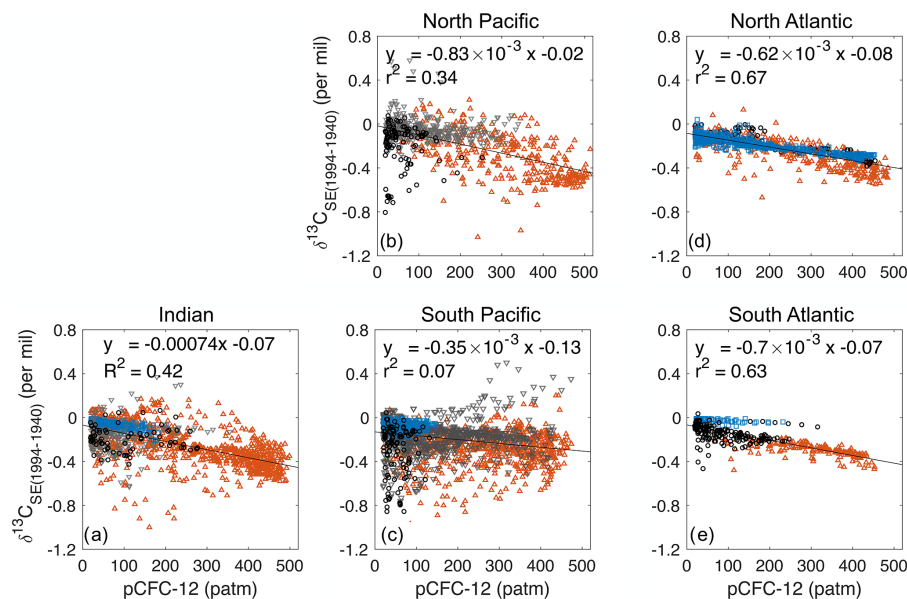 North Pacific
North Atlantic
0.8
0.4
0
-0.4
-0.8
-1.2
δ¹³C_SE(1994-1940) (per mil)
y = -0.83×10⁻³ x -0.02
r² = 0.34
(b)
0 100 200 300 400 500
0.8
0.4
0
-0.4
-0.8
-1.2
y = -0.62×10⁻³ x -0.08
r² = 0.67
(d)
0 100 200 300 400 500
Indian
South Pacific
South Atlantic
0.8
0.4
0
-0.4
-0.8
-1.2
δ¹³C_SE(1994-1940) (per mil)
y = -0.00074x -0.07
R² = 0.42
(a)
0 100 200 300 400 500
pCFC-12 (patm)
0.8
0.4
0
-0.4
-0.8
-1.2
y = -0.35×10⁻³ x -0.13
r² = 0.07
(c)
0 100 200 300 400 500
pCFC-12 (patm)
0.8
0.4
0
-0.4
-0.8
-1.2
y = -0.7×10⁻³ x -0.07
r² = 0.63
(e)
0 100 200 300 400 500
pCFC-12 (patm)